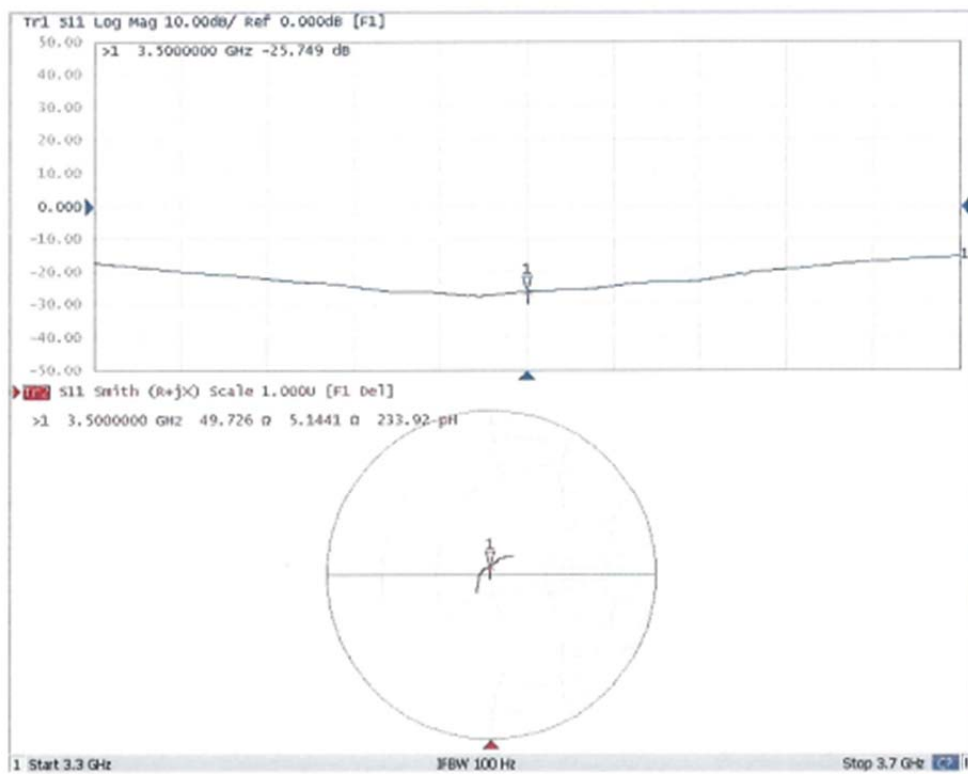 Tr1 S11 Log Mag 10.00dB/ Ref 0.000dB [F1]
50.00
>1 3.5000000 GHz -25.749 dB
40.00
30.00
20.00
10.00
0.000
-10.00
1
1
-20.00
-30.00
-40.00
-50.00
Tr2 S11 Smith (R+jX) Scale 1.000U [F1 Del]
>1 3.5000000 GHz 49.726 Ω 5.1441 Ω 233.92 pH
1
1 Start 3.3 GHz IFBW 100 Hz Stop 3.7 GHz C?